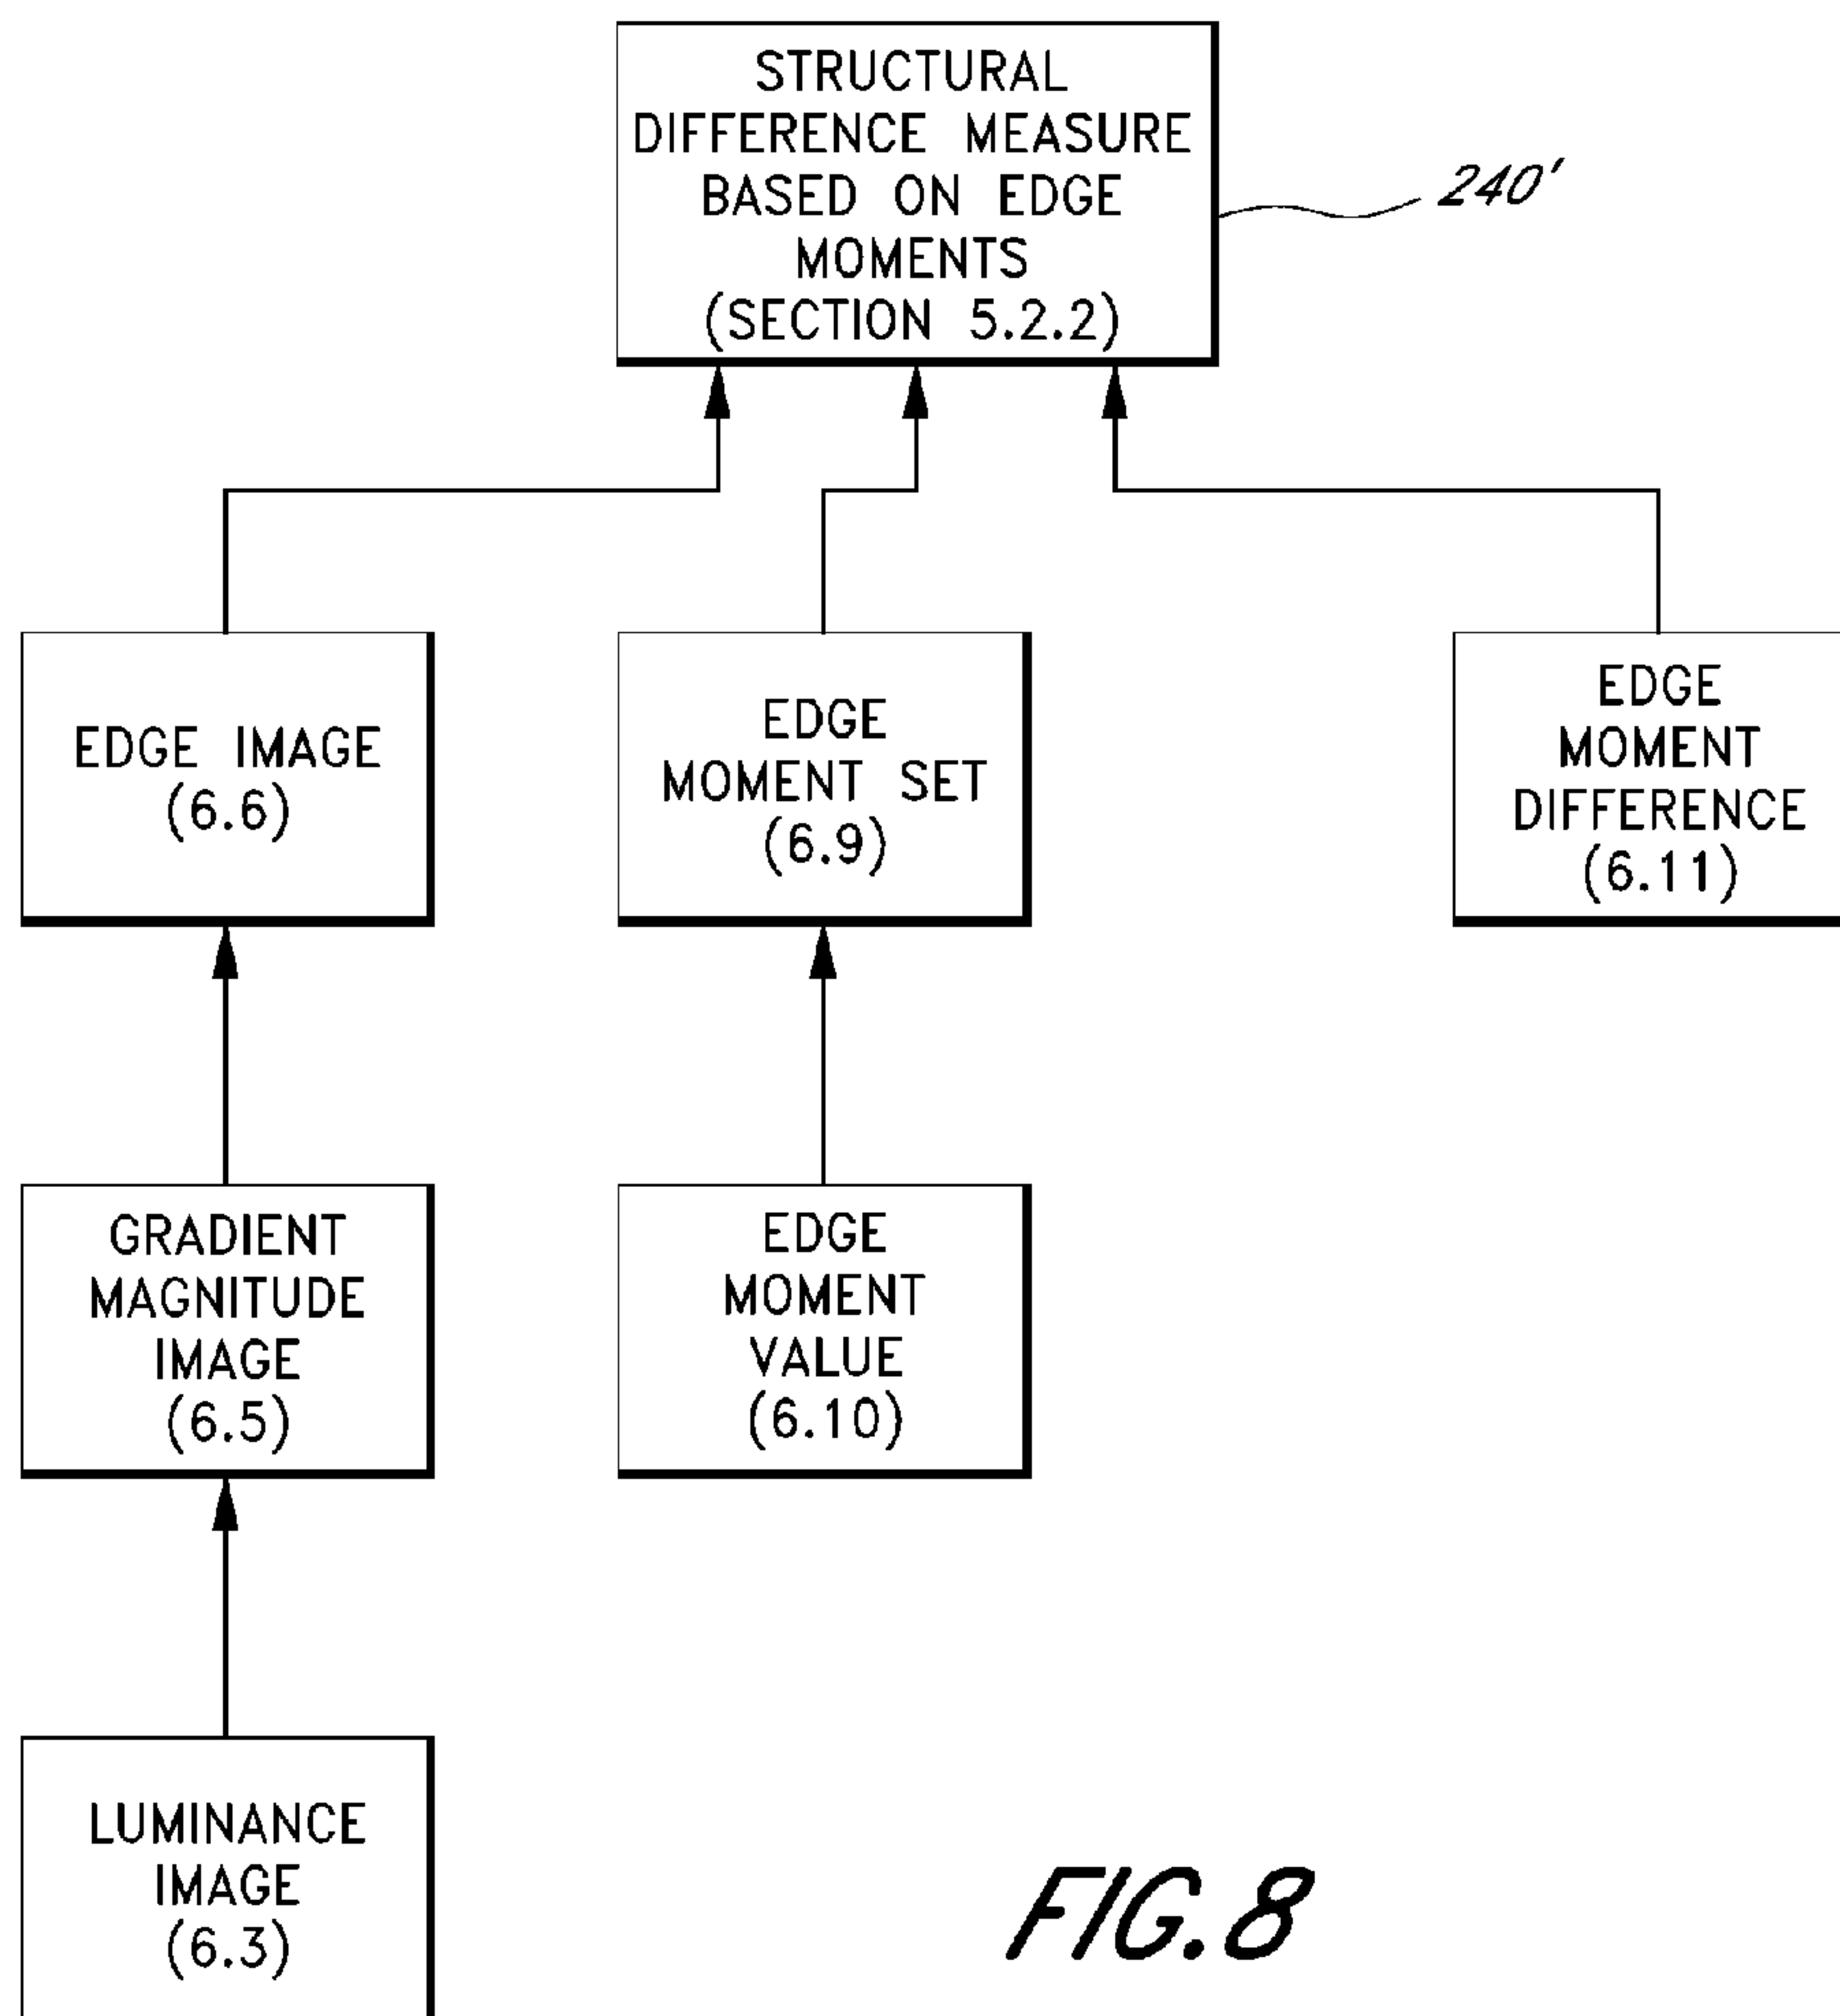 STRUCTURAL
DIFFERENCE MEASURE
BASED ON EDGE
MOMENTS
(SECTION 5.2.2)
240'
EDGE IMAGE
(6.6)
EDGE
MOMENT SET
(6.9)
EDGE
MOMENT
DIFFERENCE
(6.11)
GRADIENT
MAGNITUDE
IMAGE
(6.5)
EDGE
MOMENT
VALUE
(6.10)
LUMINANCE
IMAGE
(6.3)
FIG.8